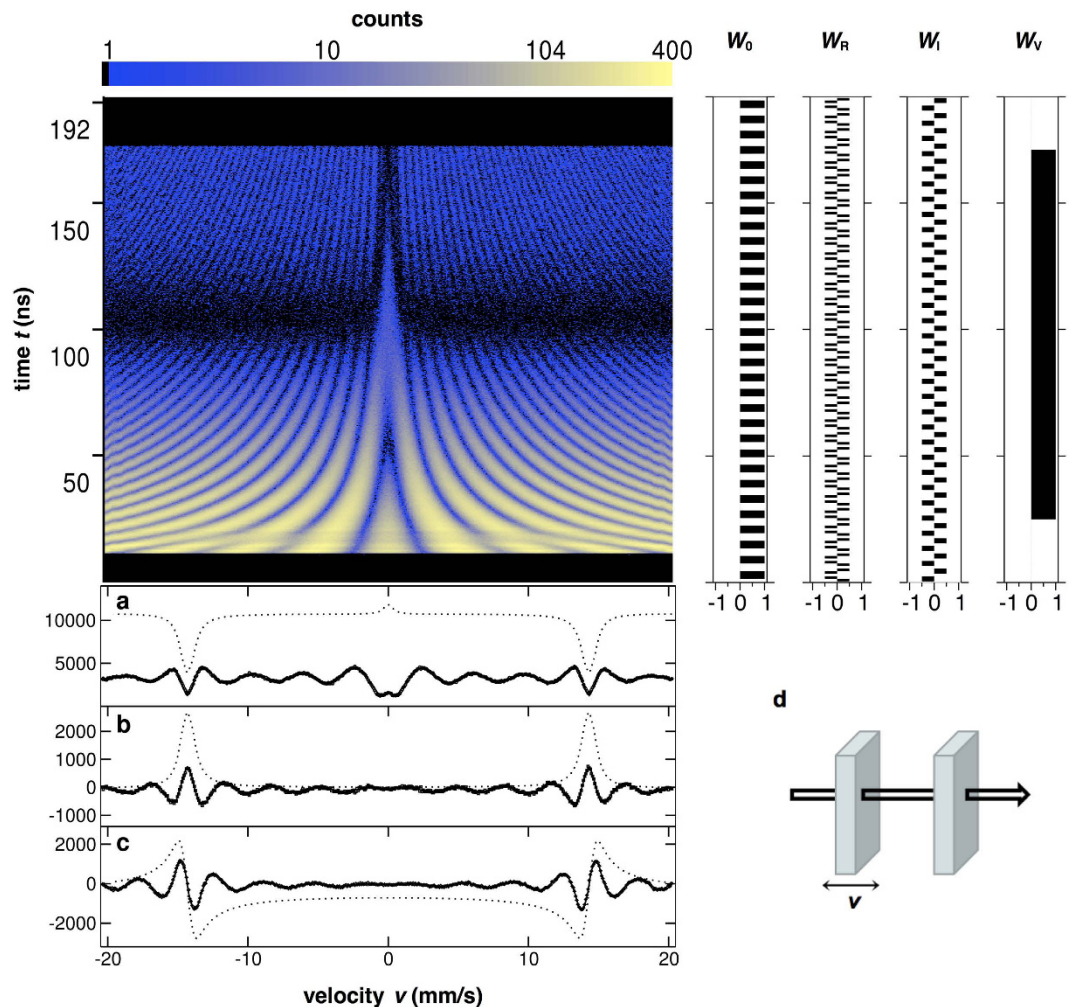 counts
1 10 104 400
W0 WR WI WV
192
150
100
50
time t (ns)
-1 0 1 -1 0 1 -1 0 1 -1 0 1
a
10000
5000
b
2000
1000
0
-1000
c
2000
0
-2000
-20 -10 0 10 20
velocity v (mm/s)
d
v